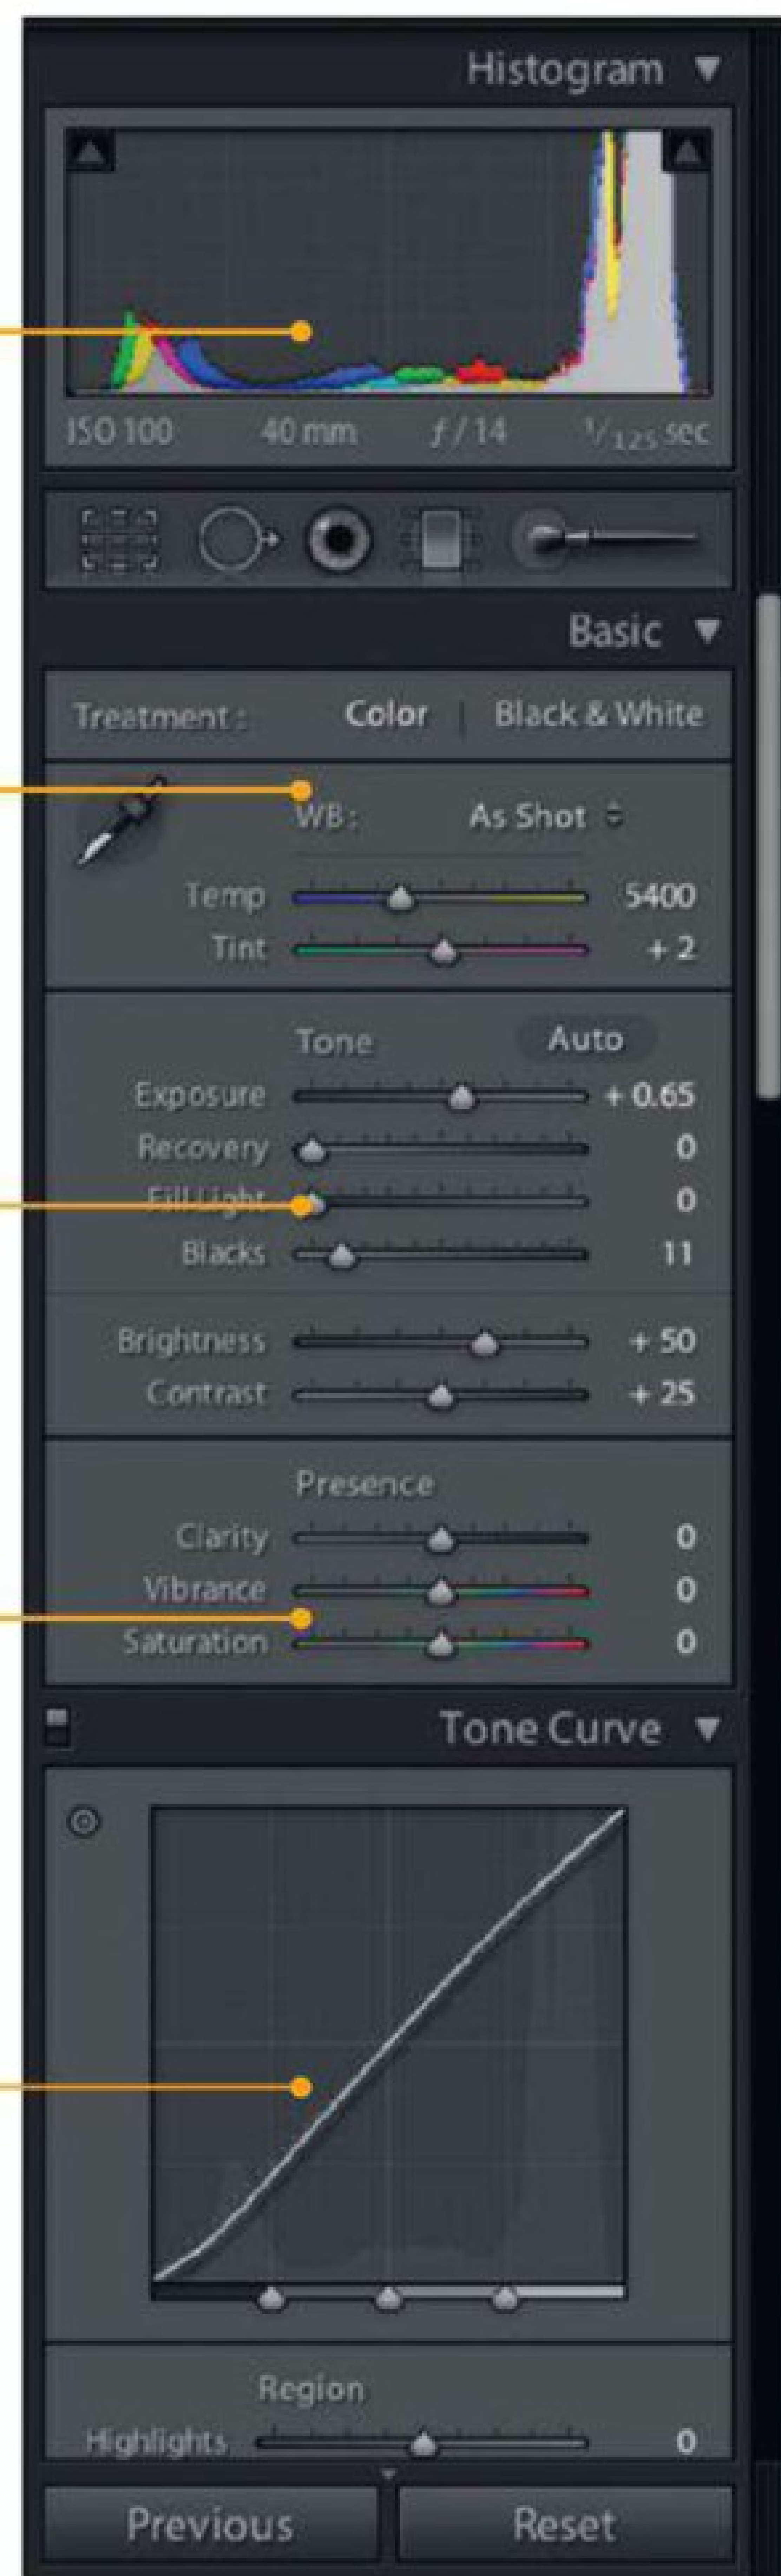 Histogram
ISO 100 40 mm ƒ / 14 1/125 sec
Basic
Treatment : Color | Black & White
WB : As Shot
Temp 5400
Tint + 2
Tone Auto
Exposure + 0.65
Recovery 0
Fill Light 0
Blacks 11
Brightness + 50
Contrast + 25
Presence
Clarity 0
Vibrance 0
Saturation 0
Tone Curve
Region
Highlights 0
Previous Reset